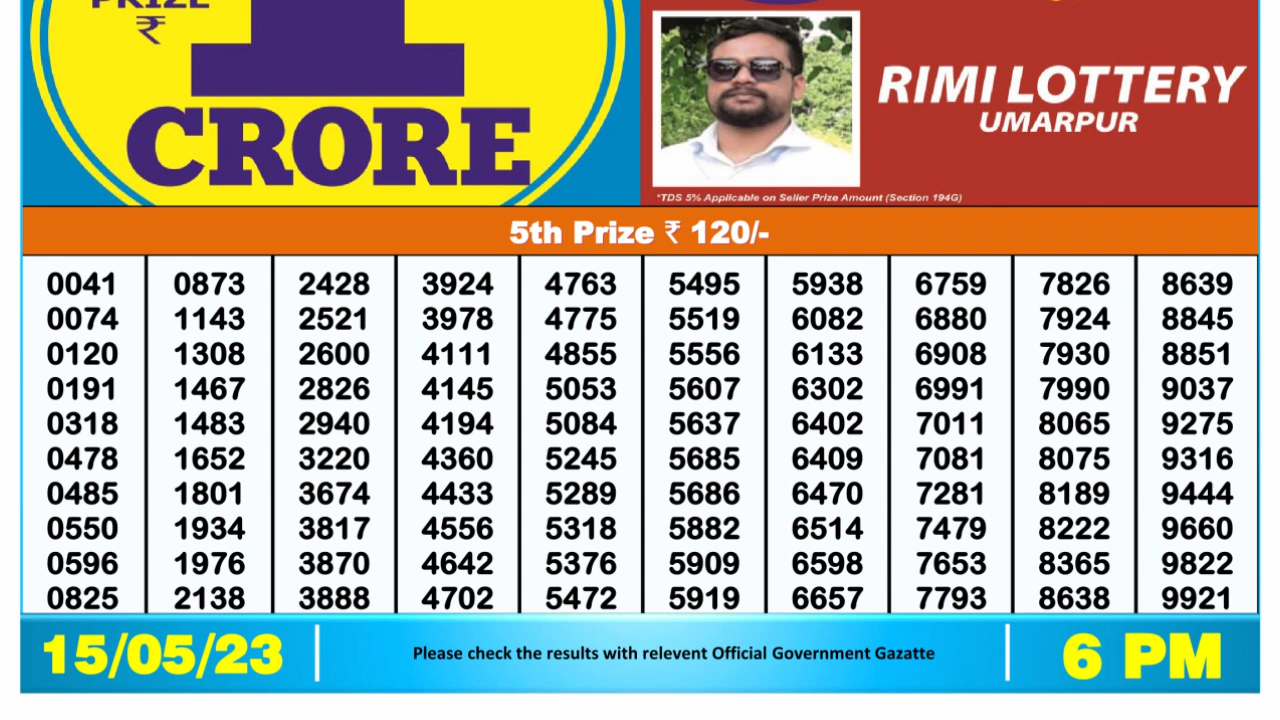 PRIZE
₹
1
CRORE
RIMI LOTTERY
UMARPUR
*TDS 5% Applicable on Seller Prize Amount (Section 194G)
5th Prize ₹ 120/-
0041 0873 2428 3924 4763 5495 5938 6759 7826 8639
0074 1143 2521 3978 4775 5519 6082 6880 7924 8845
0120 1308 2600 4111 4855 5556 6133 6908 7930 8851
0191 1467 2826 4145 5053 5607 6302 6991 7990 9037
0318 1483 2940 4194 5084 5637 6402 7011 8065 9275
0478 1652 3220 4360 5245 5685 6409 7081 8075 9316
0485 1801 3674 4433 5289 5686 6470 7281 8189 9444
0550 1934 3817 4556 5318 5882 6514 7479 8222 9660
0596 1976 3870 4642 5376 5909 6598 7653 8365 9822
0825 2138 3888 4702 5472 5919 6657 7793 8638 9921
15/05/23 Please check the results with relevent Official Government Gazatte 6 PM